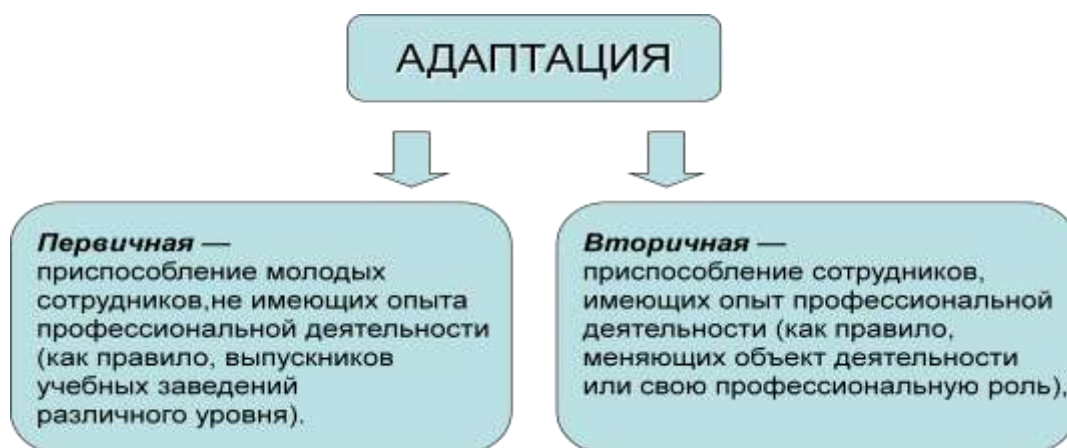 АДАПТАЦИЯ
Первичная —
приспособление молодых
сотрудников,не имеющих опыта
профессиональной деятельности
(как правило, выпускников
учебных заведений
различного уровня).
Вторичная —
приспособление сотрудников,
имеющих опыт профессиональной
деятельности (как правило,
меняющих объект деятельности
или свою профессиональную роль),